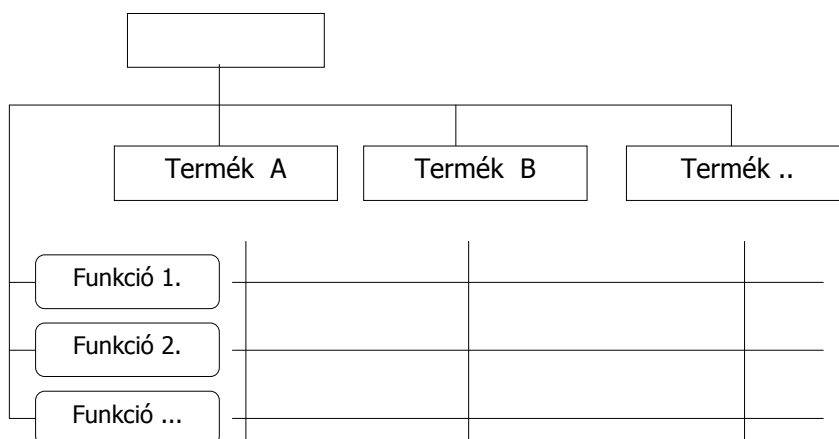 Termék A
Termék B
Termék ..
Funkció 1.
Funkció 2.
Funkció ...